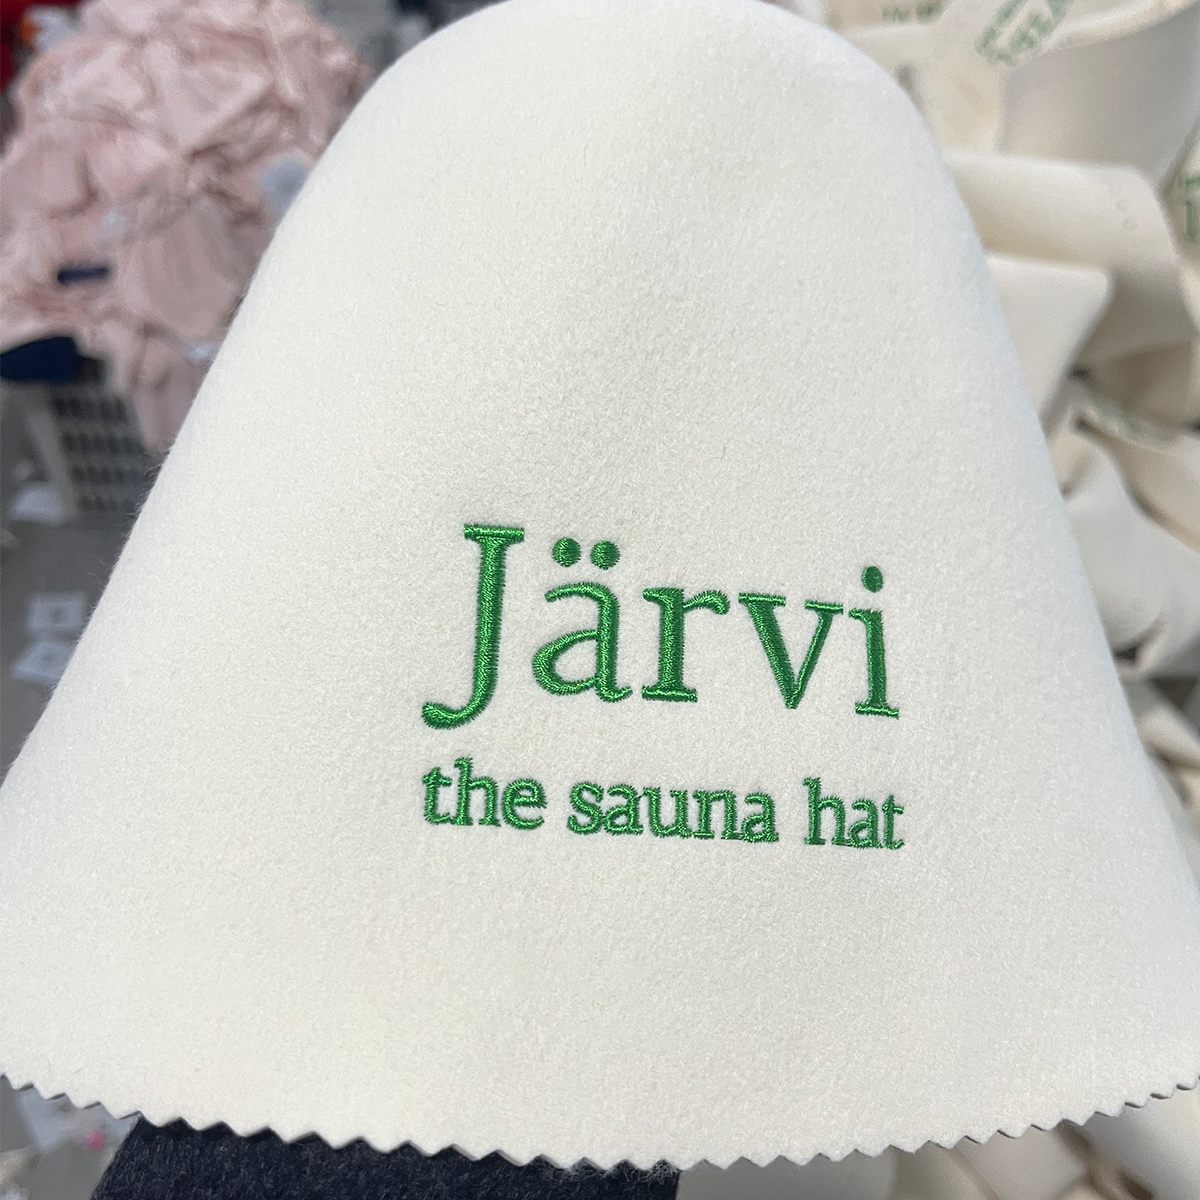 Järvi
the sauna hat